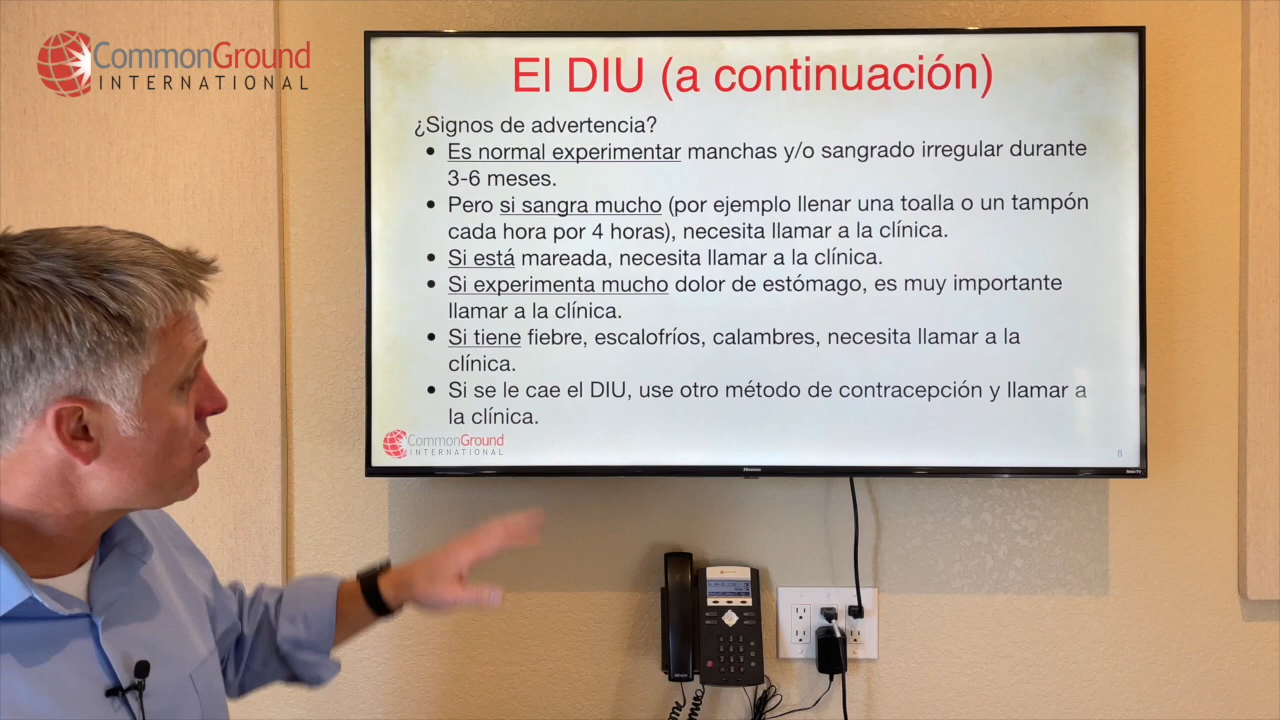 CommonGround
INTERNATIONAL
El DIU (a continuación)
¿Signos de advertencia?
• Es normal experimentar manchas y/o sangrado irregular durante
3-6 meses.
• Pero si sangra mucho (por ejemplo llenar una toalla o un tampón
cada hora por 4 horas), necesita llamar a la clínica.
• Si está mareada, necesita llamar a la clínica.
• Si experimenta mucho dolor de estómago, es muy importante
llamar a la clínica.
• Si tiene fiebre, escalofríos, calambres, necesita llamar a la
clínica.
• Si se le cae el DIU, use otro método de contracepción y llamar a
la clínica.
CommonGround
INTERNATIONAL
8
Hisense